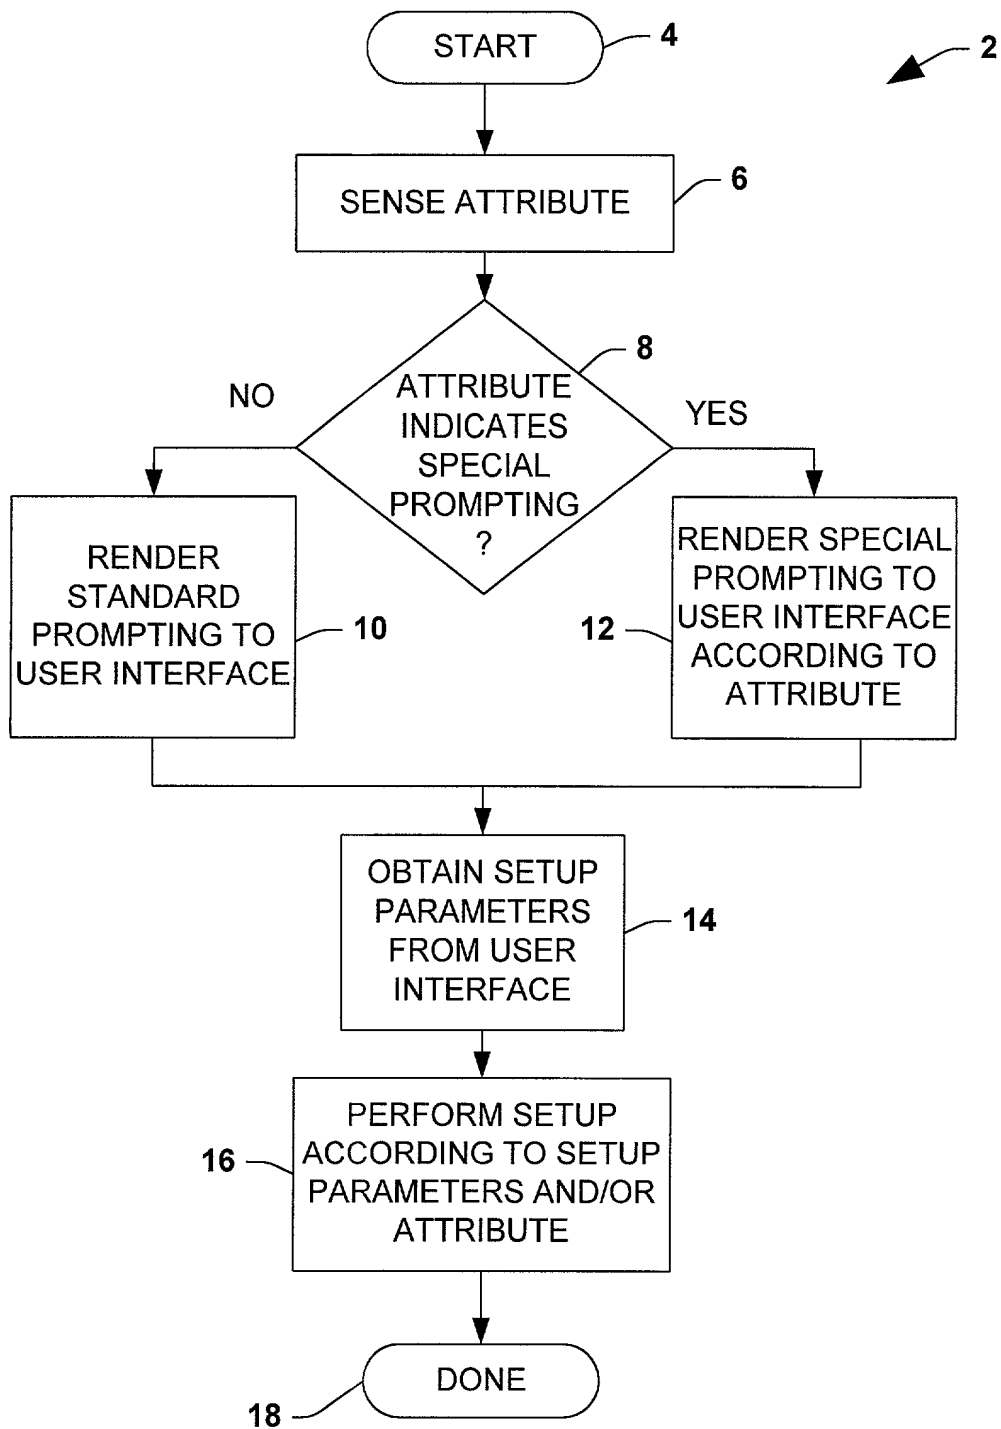 START
4
2
SENSE ATTRIBUTE
6
8
ATTRIBUTE
INDICATES
SPECIAL
PROMPTING
?
NO
YES
RENDER
STANDARD
PROMPTING TO
USER INTERFACE
10
12
RENDER SPECIAL
PROMPTING TO
USER INTERFACE
ACCORDING TO
ATTRIBUTE
OBTAIN SETUP
PARAMETERS
FROM USER
INTERFACE
14
16
PERFORM SETUP
ACCORDING TO SETUP
PARAMETERS AND/OR
ATTRIBUTE
DONE
18